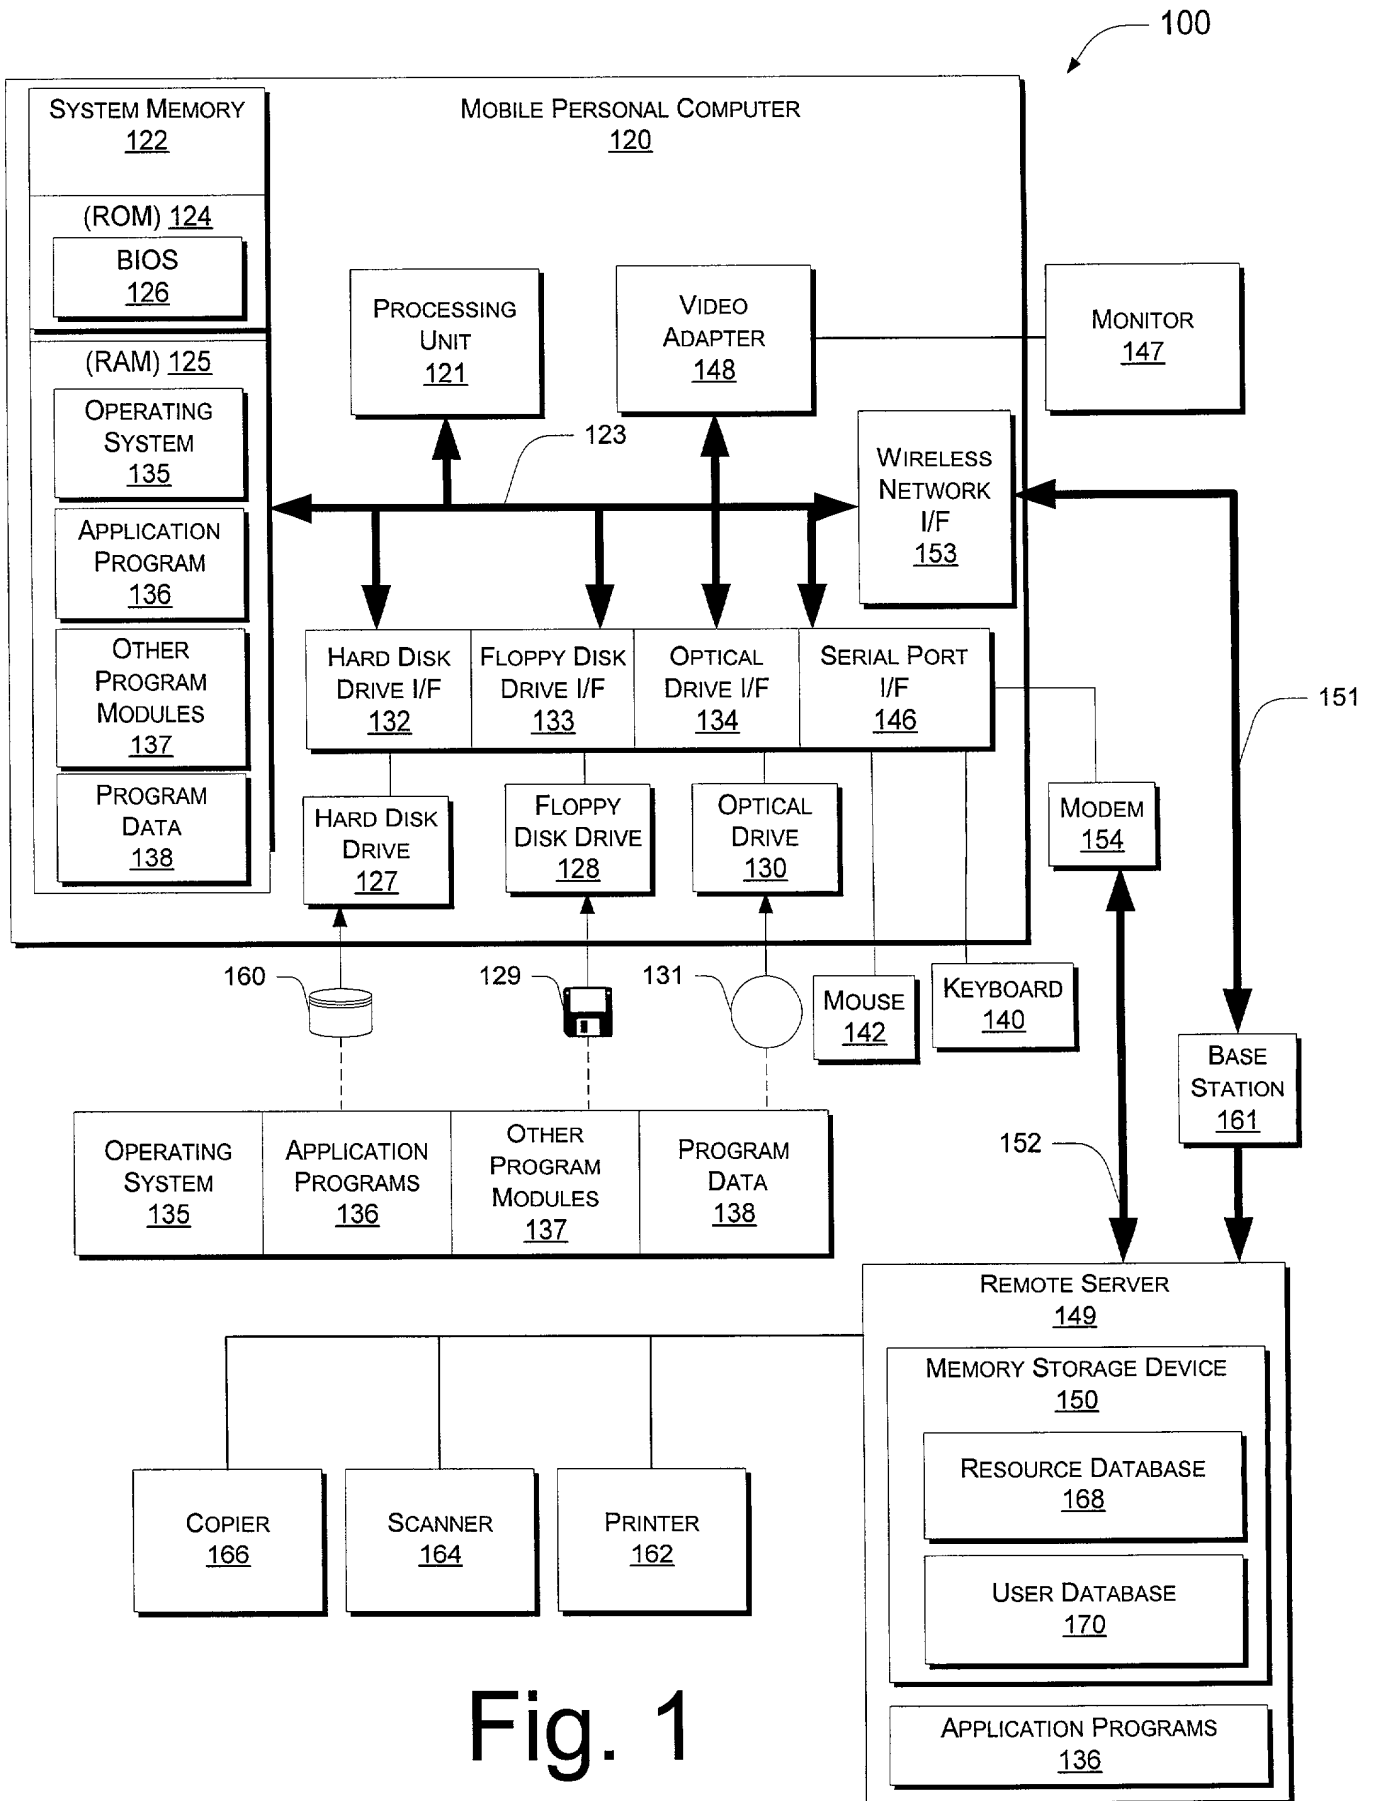 100
SYSTEM MEMORY
122
MOBILE PERSONAL COMPUTER
120
(ROM) 124
BIOS
126
(RAM) 125
OPERATING
SYSTEM
135
APPLICATION
PROGRAM
136
OTHER
PROGRAM
MODULES
137
PROGRAM
DATA
138
PROCESSING
UNIT
121
VIDEO
ADAPTER
148
MONITOR
147
123
WIRELESS
NETWORK
I/F
153
HARD DISK
DRIVE I/F
132
FLOPPY DISK
DRIVE I/F
133
OPTICAL
DRIVE I/F
134
SERIAL PORT
I/F
146
151
HARD DISK
DRIVE
127
FLOPPY
DISK DRIVE
128
OPTICAL
DRIVE
130
MODEM
154
160
129
131
MOUSE
142
KEYBOARD
140
BASE
STATION
161
OPERATING
SYSTEM
135
APPLICATION
PROGRAMS
136
OTHER
PROGRAM
MODULES
137
PROGRAM
DATA
138
152
REMOTE SERVER
149
MEMORY STORAGE DEVICE
150
RESOURCE DATABASE
168
USER DATABASE
170
APPLICATION PROGRAMS
136
COPIER
166
SCANNER
164
PRINTER
162
Fig. 1